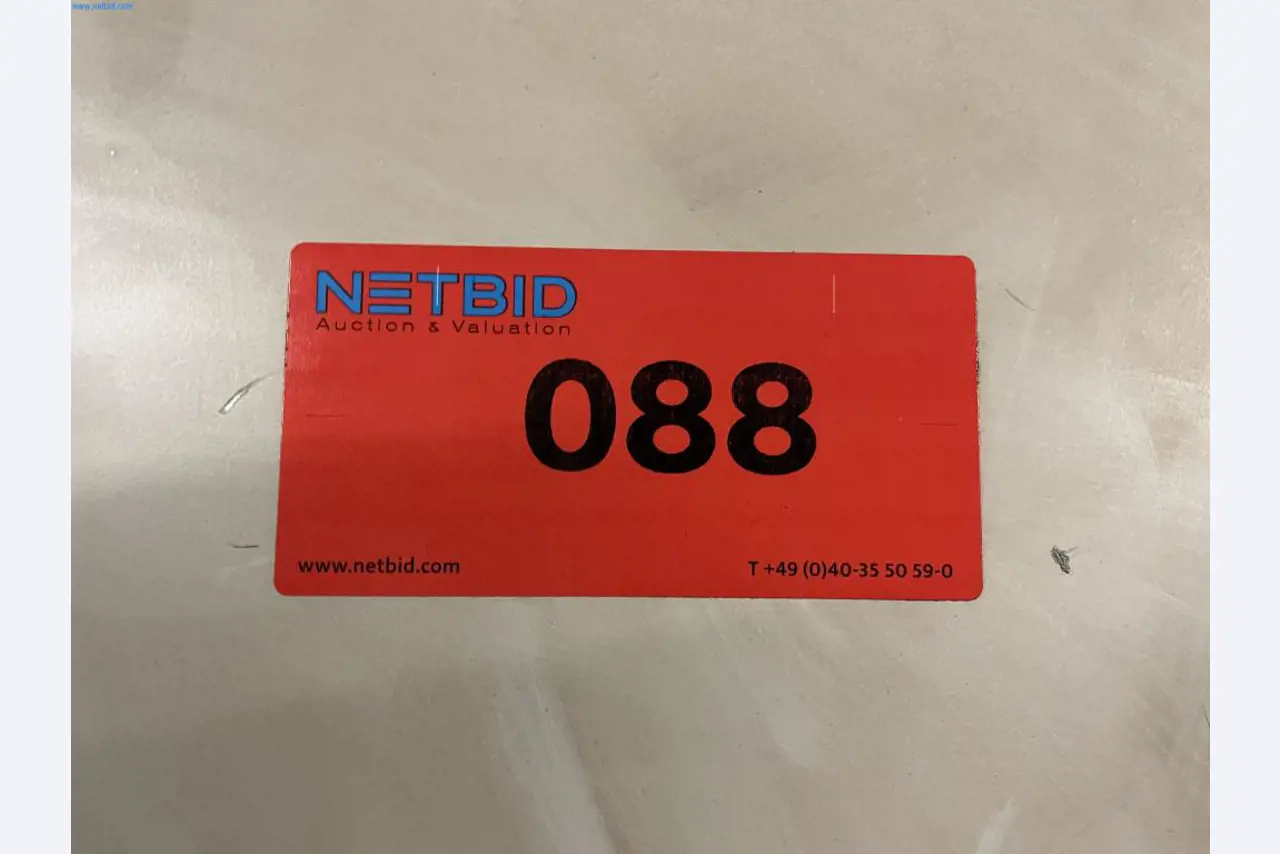 www.netbid.com
NETBID
Auction & Valuation
088
www.netbid.com
T +49 (0)40-35 50 59-0